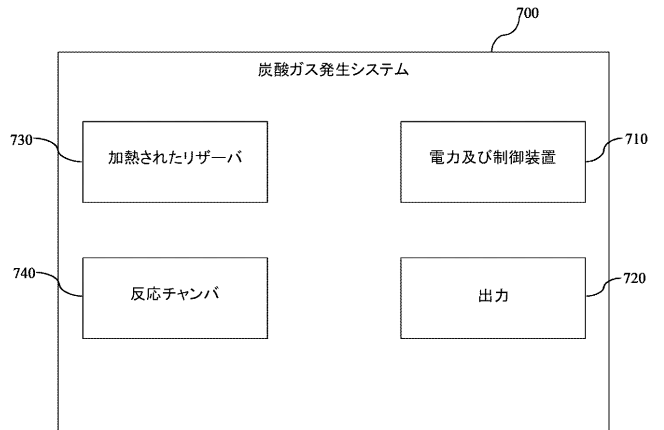 700
炭酸ガス発生システム
730
加熱されたリザーバ
電力及び制御装置
710
740
反応チャンバ
出力
720